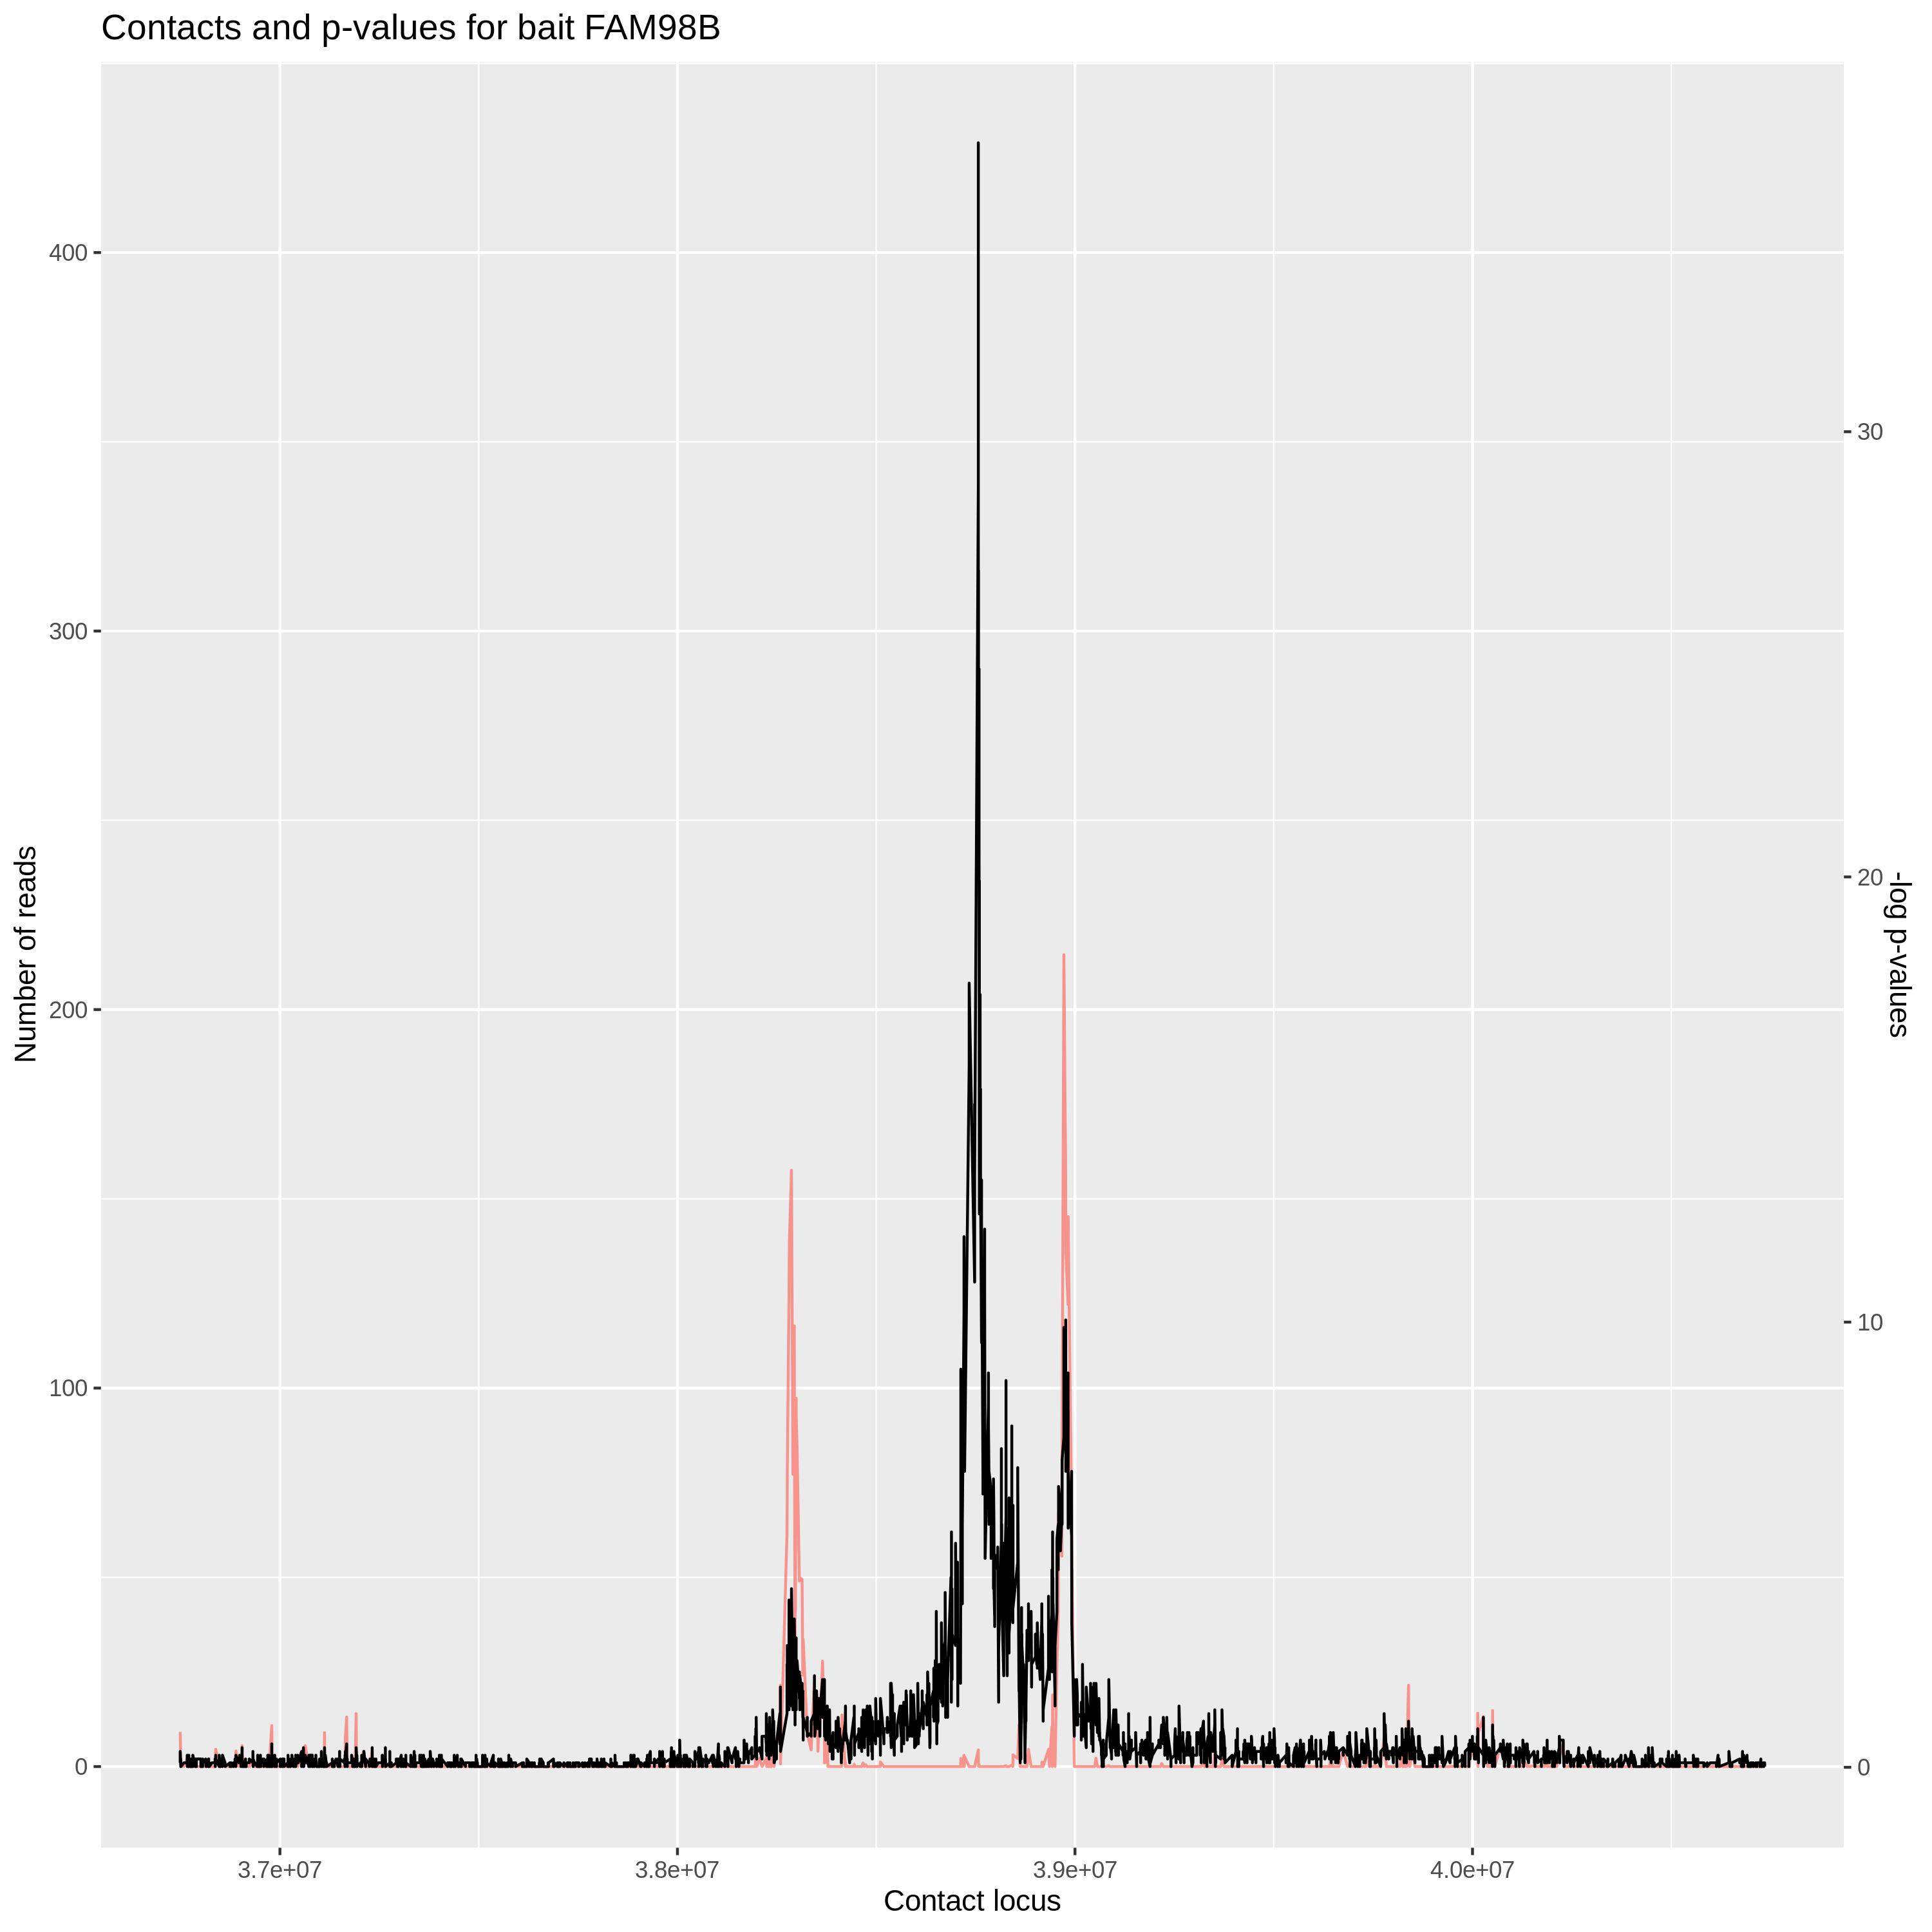 Contacts and p-values for bait FAM98B
400
300
200
100
0
Number of reads
30
20
10
0
-log p-values
3.7e+07
3.8e+07
3.9e+07
4.0e+07
Contact locus